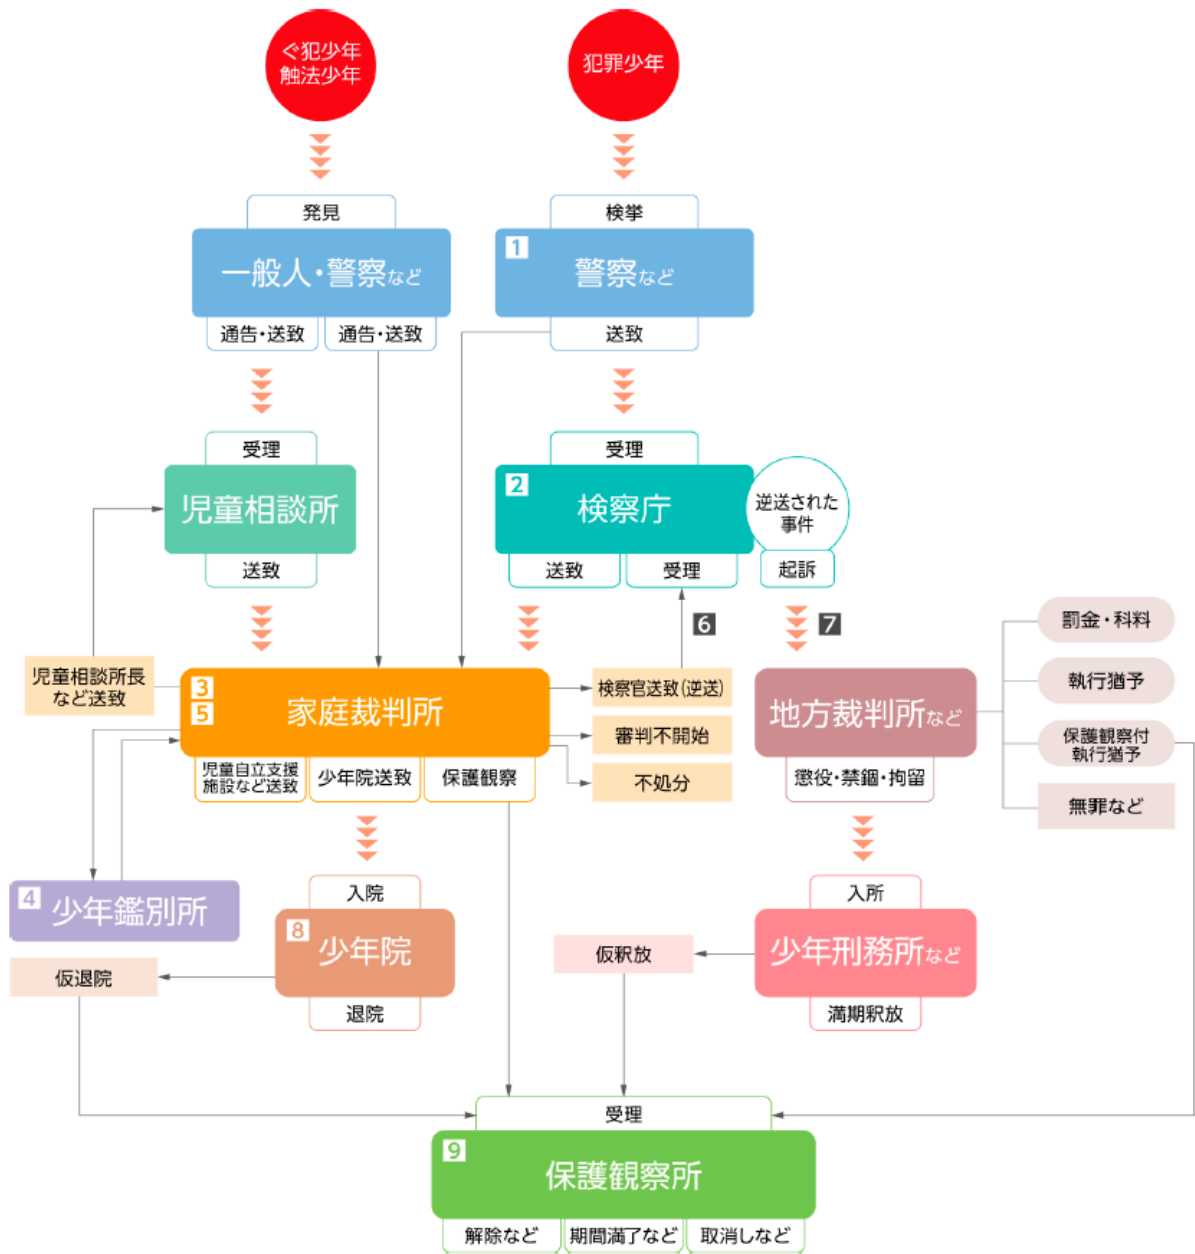 ぐ犯少年
触法少年
犯罪少年
発見
一般人・警察など
通告・送致
通告・送致
検挙
1
警察など
送致
受理
児童相談所
送致
受理
2
検察庁
送致
受理
逆送された
事件
起訴
6
7
児童相談所長
など送致
3
5
家庭裁判所
児童自立支援
施設など送致
少年院送致
保護観察
検察官送致(逆送)
審判不開始
不処分
地方裁判所など
懲役・禁錮・拘留
罰金・科料
執行猶予
保護観察付
執行猶予
無罪など
4
少年鑑別所
入院
8
少年院
退院
仮退院
入所
少年刑務所など
満期釈放
仮釈放
受理
9
保護観察所
解除など
期間満了など
取消しなど